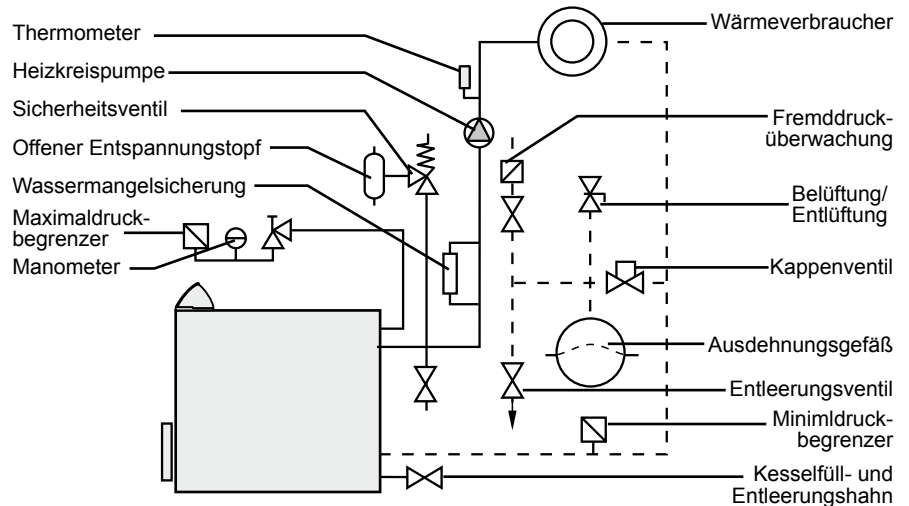 Thermometer
Heizkreispumpe
Sicherheitsventil
Offener Entspannungstopf
Wassermangelsicherung
Maximaldruck-
begrenzer
Manometer
Wärmeverbraucher
Fremddruck-
überwachung
Belüftung/
Entlüftung
Kappenventil
Ausdehnungsgefäß
Entleerungsventil
Minimldruck-
begrenzer
Kesselfüll- und
Entleerungshahn